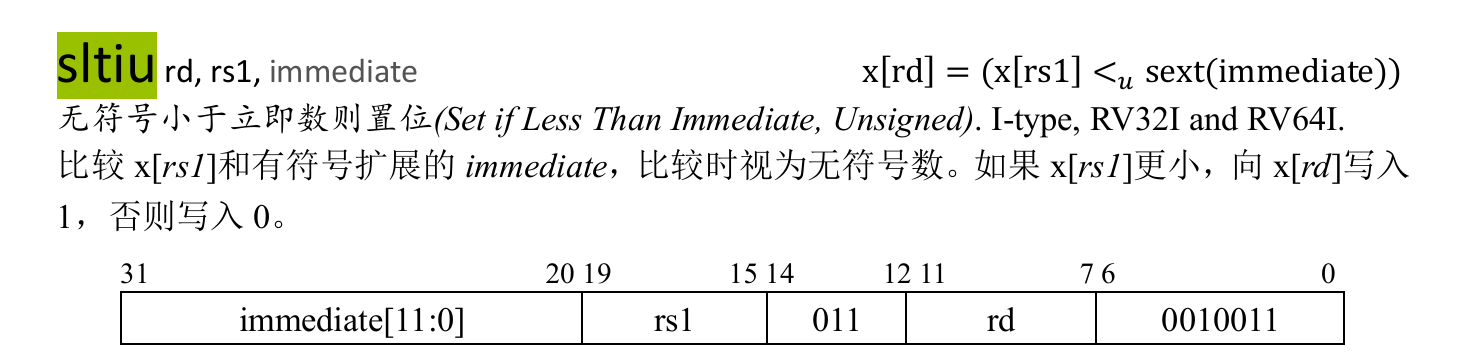 sltiu rd, rs1, immediate x[rd] = (x[rs1] <u sext(immediate))
无符号小于立即数则置位(Set if Less Than Immediate, Unsigned). I-type, RV32I and RV64I.
比较 x[rs1]和有符号扩展的 immediate，比较时视为无符号数。如果 x[rs1]更小，向 x[rd]写入
1，否则写入 0。
31 20 19 15 14 12 11 7 6 0
immediate[11:0] rs1 011 rd 0010011